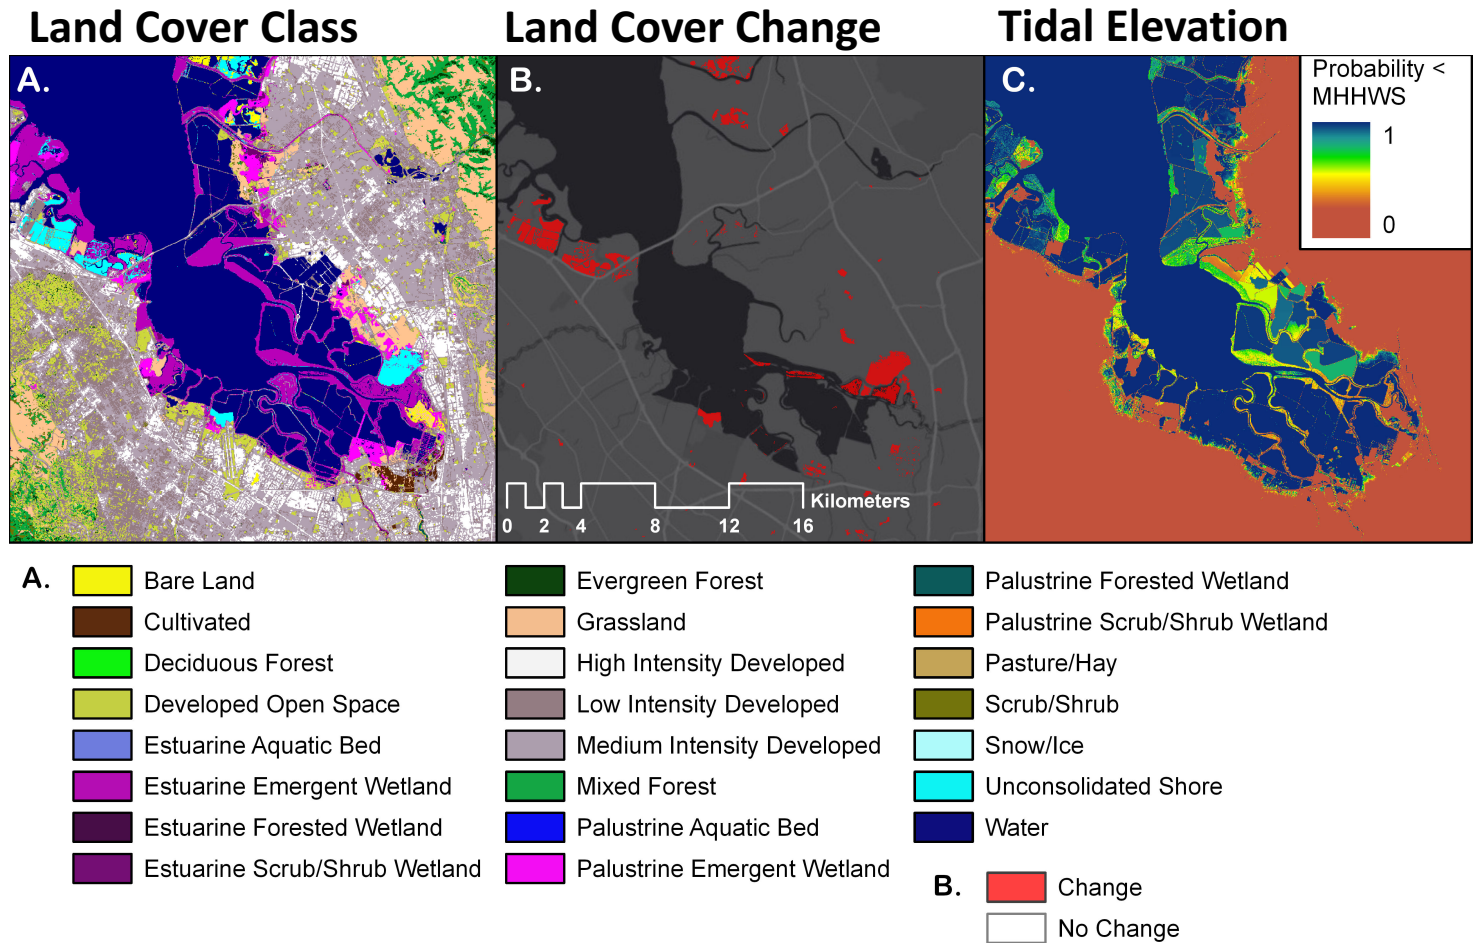 Land Cover Class
Land Cover Change
Tidal Elevation
A.
B.
C.
Probability <
MHHWS
1
0
Kilometers
0 2 4 8 12 16
A.
Bare Land
Cultivated
Deciduous Forest
Developed Open Space
Estuarine Aquatic Bed
Estuarine Emergent Wetland
Estuarine Forested Wetland
Estuarine Scrub/Shrub Wetland
Evergreen Forest
Grassland
High Intensity Developed
Low Intensity Developed
Medium Intensity Developed
Mixed Forest
Palustrine Aquatic Bed
Palustrine Emergent Wetland
Palustrine Forested Wetland
Palustrine Scrub/Shrub Wetland
Pasture/Hay
Scrub/Shrub
Snow/Ice
Unconsolidated Shore
Water
B.
Change
No Change